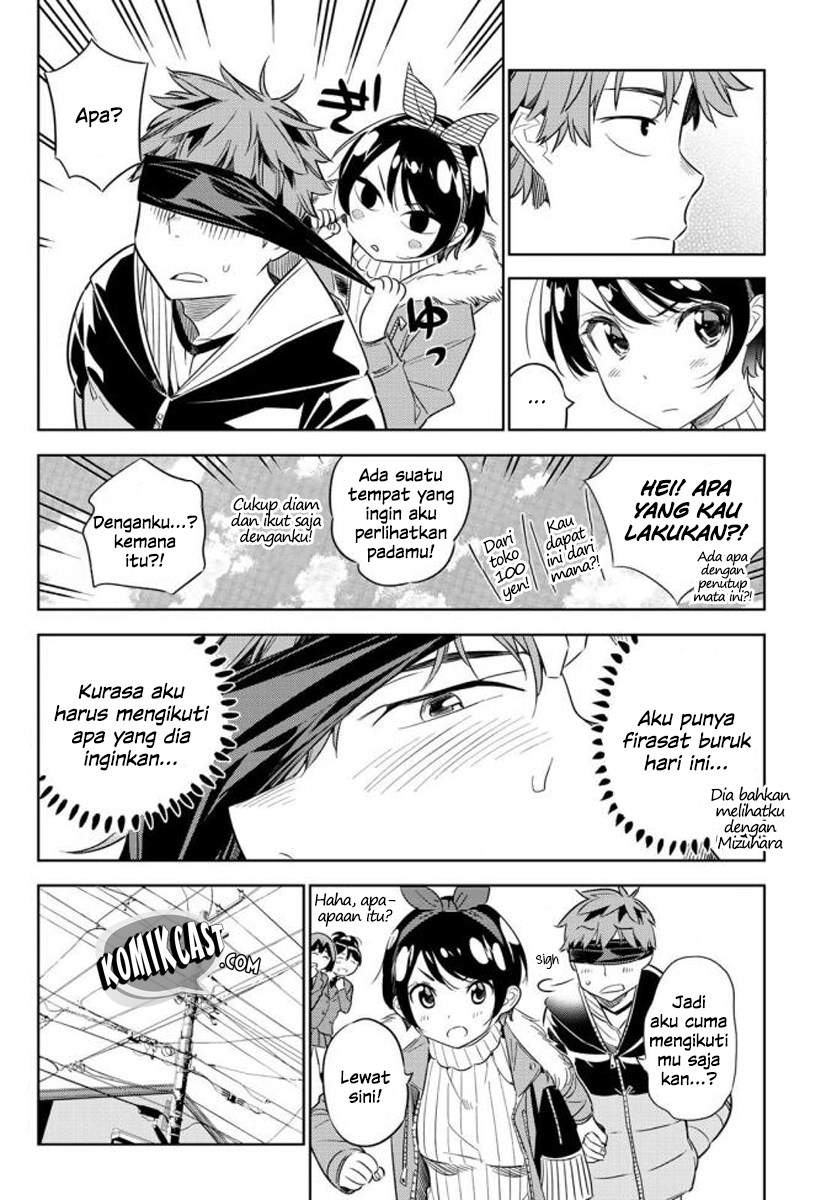 ...
Apa?
ぎ
ゅっ
HEI!! APA
YANG KAU
LAKUKAN?!
Ada apa
dengan
penutup
mata ini?!
Kau
dapat
ini dari
mana?!
Dari
toko
100
yen!
Ada suatu
tempat yang
ingin aku
perlihatkan
padamu!
Cukup diam
dan ikut saja
denganku!
Denganku...?
kemana
itu?!
Aku punya
firasat buruk
hari ini...
Dia bahkan
melihatku
dengan
Mizuhara
Kurasa aku
harus mengikuti
apa yang dia
inginkan...
Jadi
aku cuma
mengikuti
mu saja
kan...?
sigh
Haha, apa-
apaan itu?
Lewat
sini!
KOMIKCAST
.COM